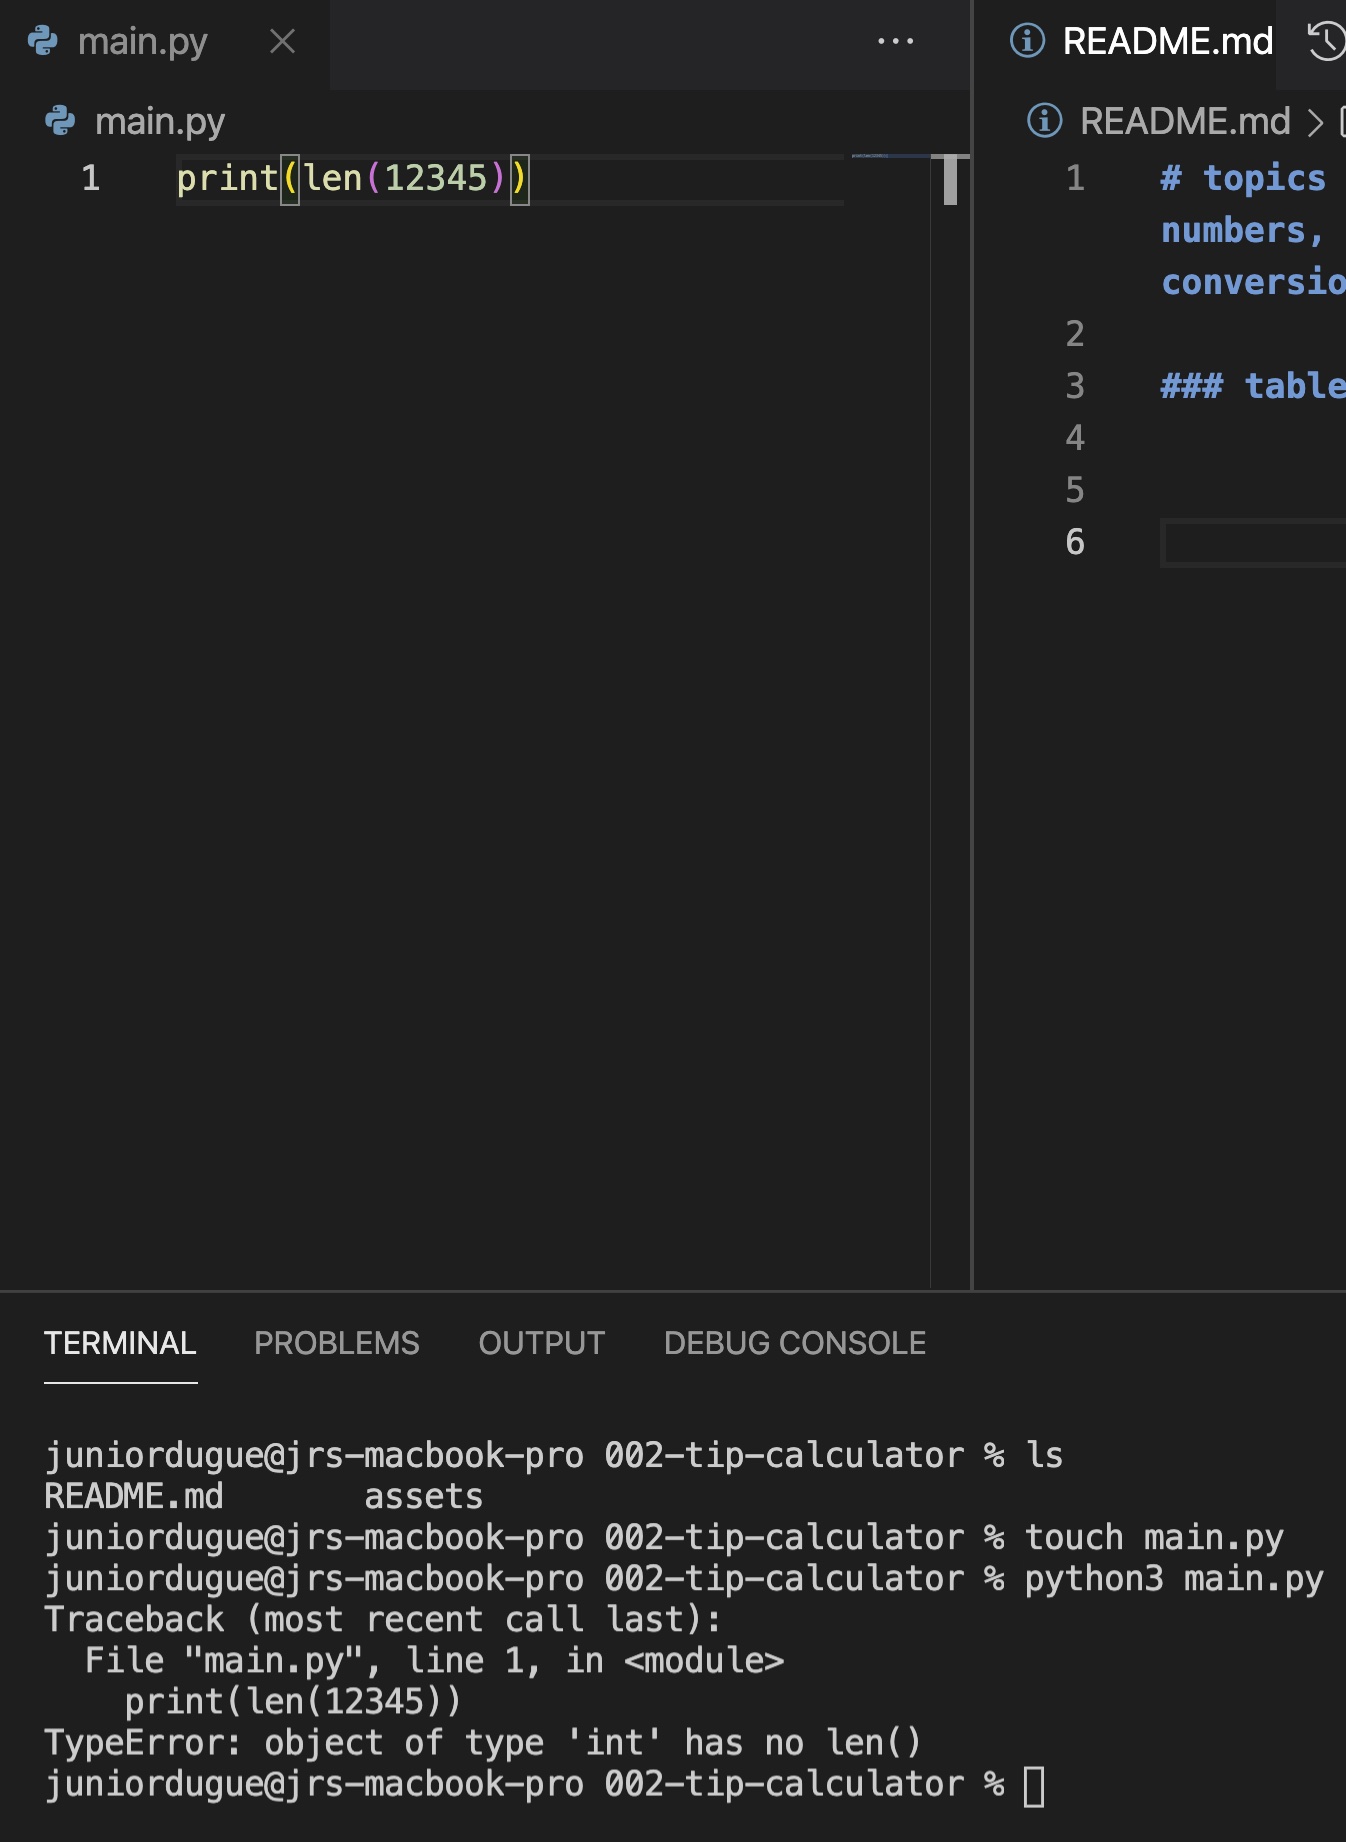 main.py
main.py
1 print(len(12345))
README.md
README.md
1 # topics
numbers,
2
3 ###
4
5
6
TERMINAL PROBLEMS OUTPUT DEBUG CONSOLE
juniordugue@jrs-macbook-pro 002-tip-calculator % ls
README.md assets
juniordugue@jrs-macbook-pro 002-tip-calculator % touch main.py
juniordugue@jrs-macbook-pro 002-tip-calculator % python3 main.py
Traceback (most recent call last):
File "main.py", line 1, in <module>
print(len(12345))
TypeError: object of type 'int' has no len()
juniordugue@jrs-macbook-pro 002-tip-calculator %